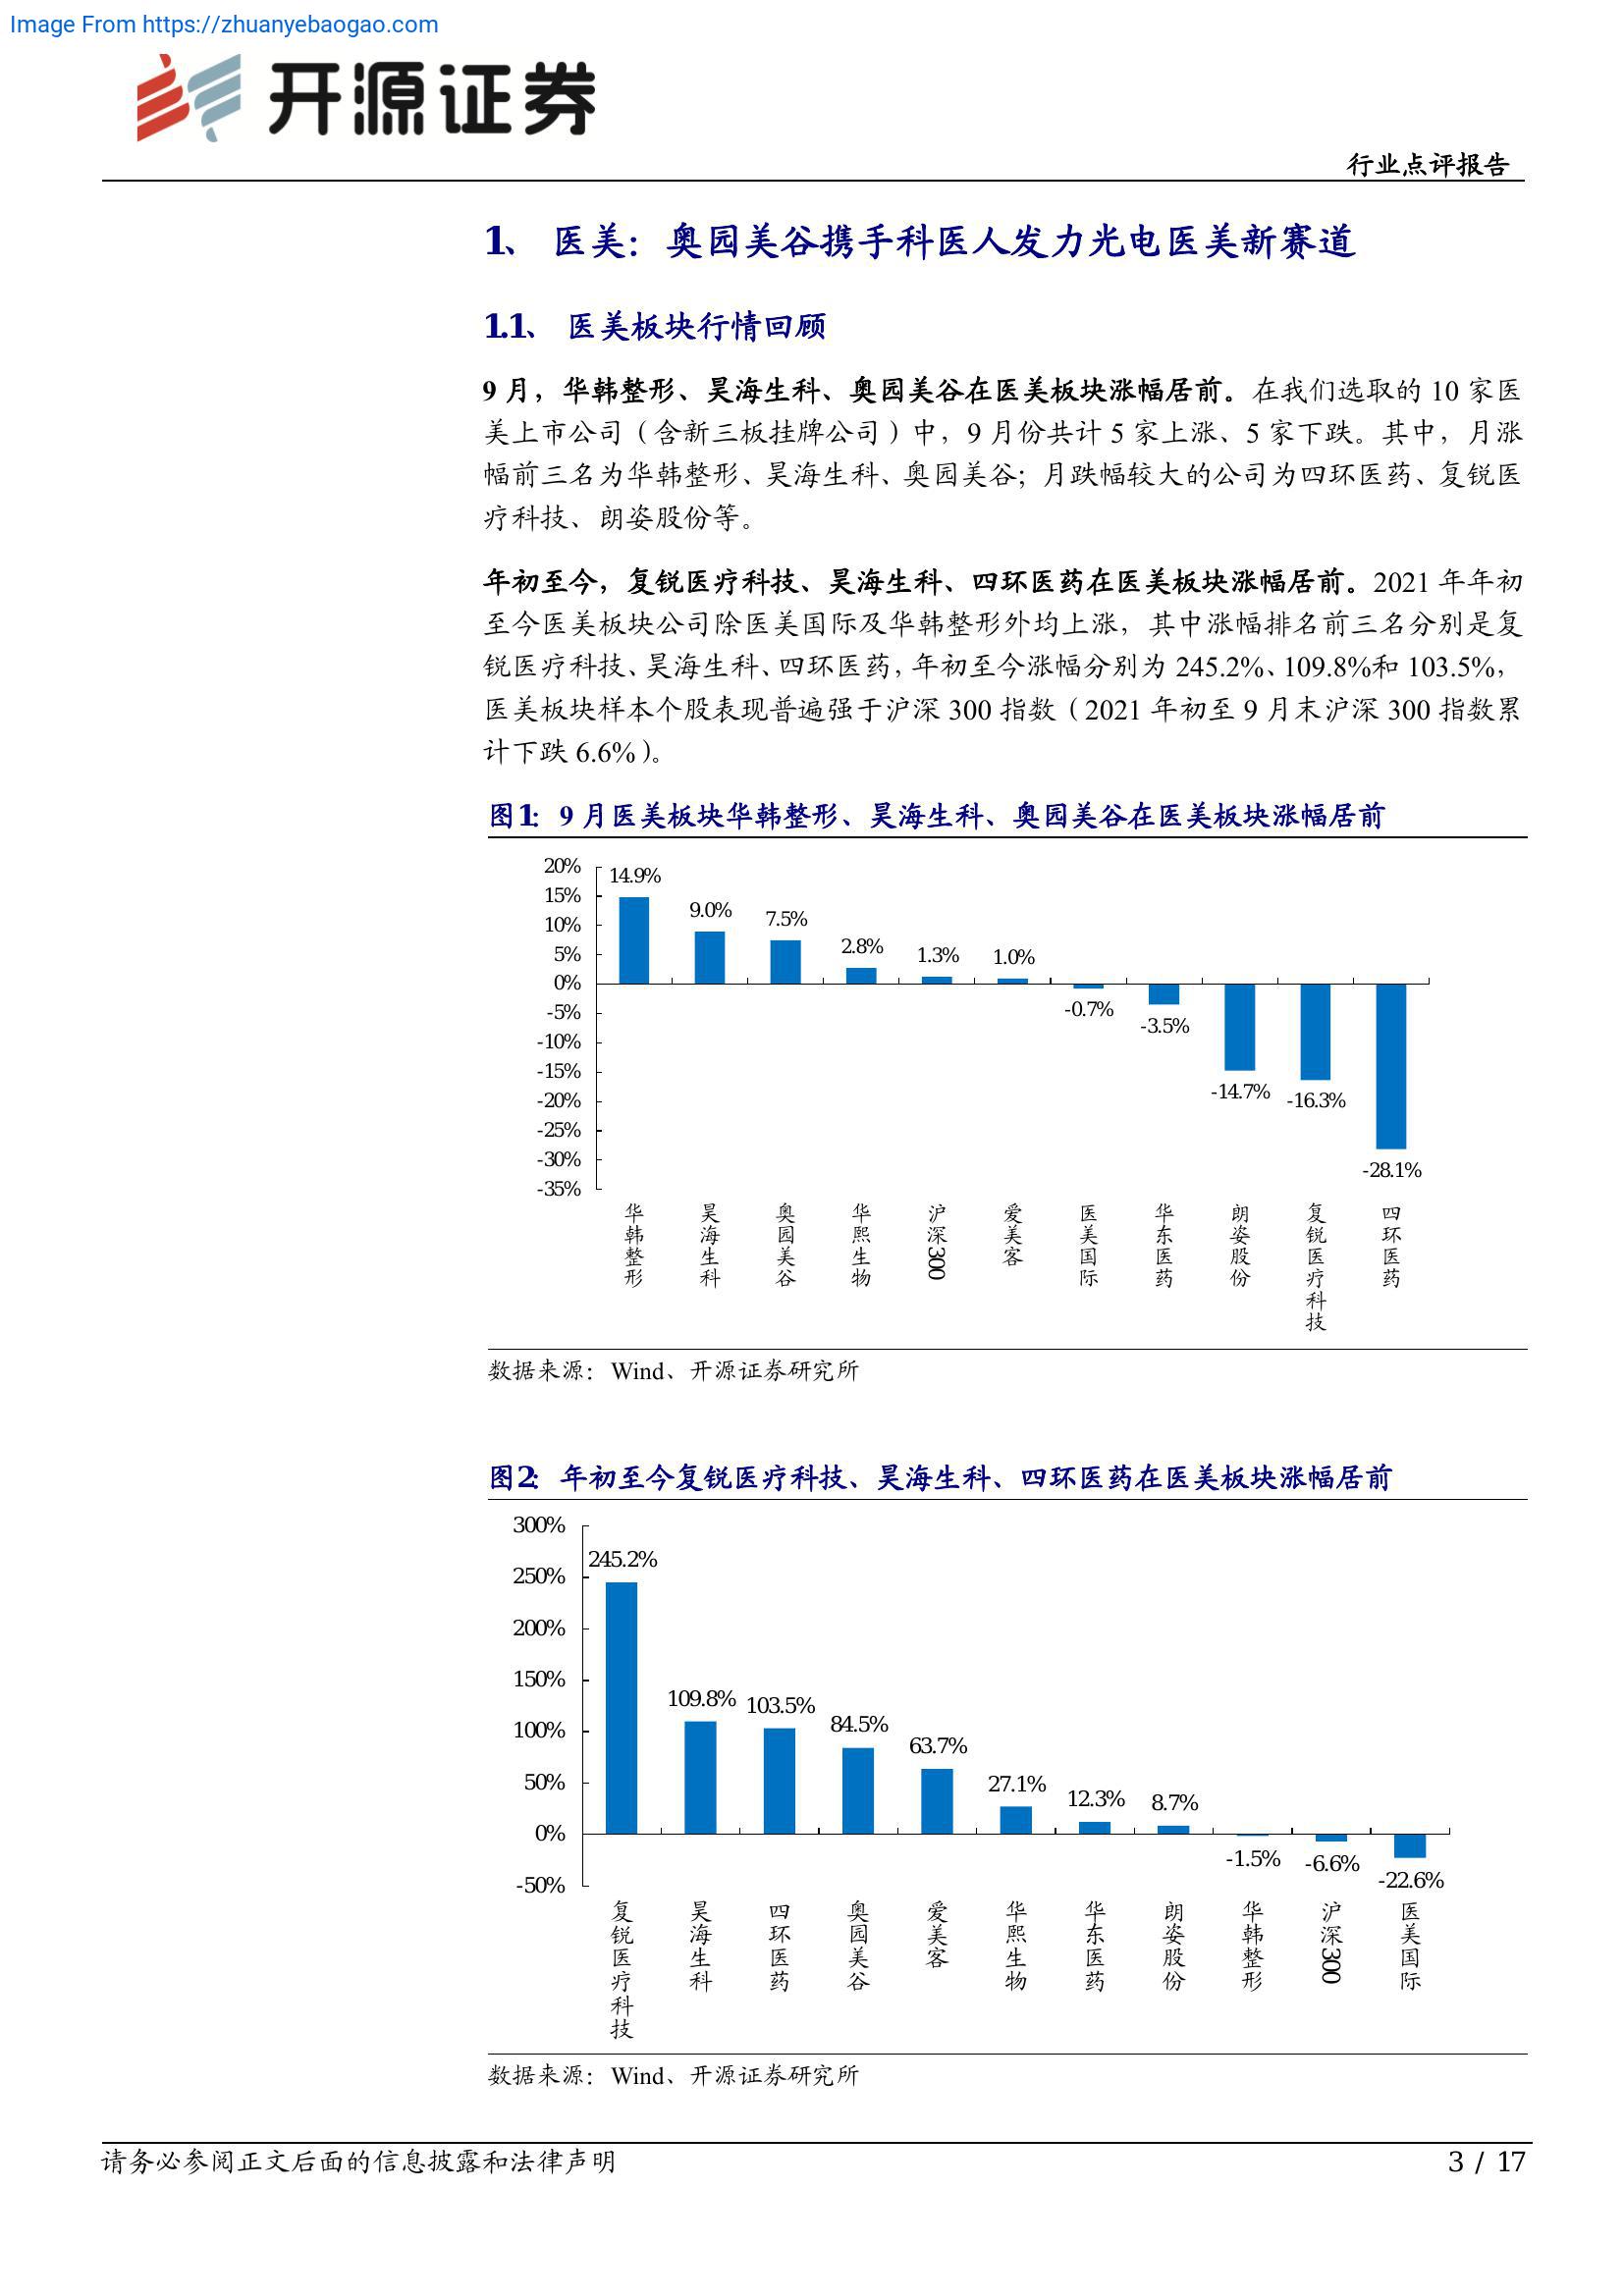 Image From https://zhuanyebaogao.com
开源证券
行业点评报告
1、 医美：奥园美谷携手科医人发力光电医美新赛道
1.1、 医美板块行情回顾
9 月，华韩整形、昊海生科、奥园美谷在医美板块涨幅居前。在我们选取的 10 家医
美上市公司（含新三板挂牌公司）中，9 月份共计 5 家上涨、5 家下跌。其中，月涨
幅前三名为华韩整形、昊海生科、奥园美谷；月跌幅较大的公司为四环医药、复锐医
疗科技、朗姿股份等。
年初至今，复锐医疗科技、昊海生科、四环医药在医美板块涨幅居前。2021 年年初
至今医美板块公司除医美国际及华韩整形外均上涨，其中涨幅排名前三名分别是复
锐医疗科技、昊海生科、四环医药，年初至今涨幅分别为 245.2%、109.8%和 103.5%，
医美板块样本个股表现普遍强于沪深 300 指数（2021 年初至 9 月末沪深 300 指数累
计下跌 6.6%）。
图1：9 月医美板块华韩整形、昊海生科、奥园美谷在医美板块涨幅居前
20%
15%
10%
5%
0%
-5%
-10%
-15%
-20%
-25%
-30%
-35%
14.9%
9.0%
7.5%
2.8%
1.3%
1.0%
-0.7%
-3.5%
-14.7%
-16.3%
-28.1%
华韩整形
昊海生科
奥园美谷
华熙生物
沪深300
爱美客
医美国际
华东医药
朗姿股份
复锐医疗科技
四环医药
数据来源：Wind、开源证券研究所
图2：年初至今复锐医疗科技、昊海生科、四环医药在医美板块涨幅居前
300%
250%
200%
150%
100%
50%
0%
-50%
245.2%
109.8%
103.5%
84.5%
63.7%
27.1%
12.3%
8.7%
-1.5%
-6.6%
-22.6%
复锐医疗科技
昊海生科
四环医药
奥园美谷
爱美客
华熙生物
华东医药
朗姿股份
华韩整形
沪深300
医美国际
数据来源：Wind、开源证券研究所
请务必参阅正文后面的信息披露和法律声明
3 / 17